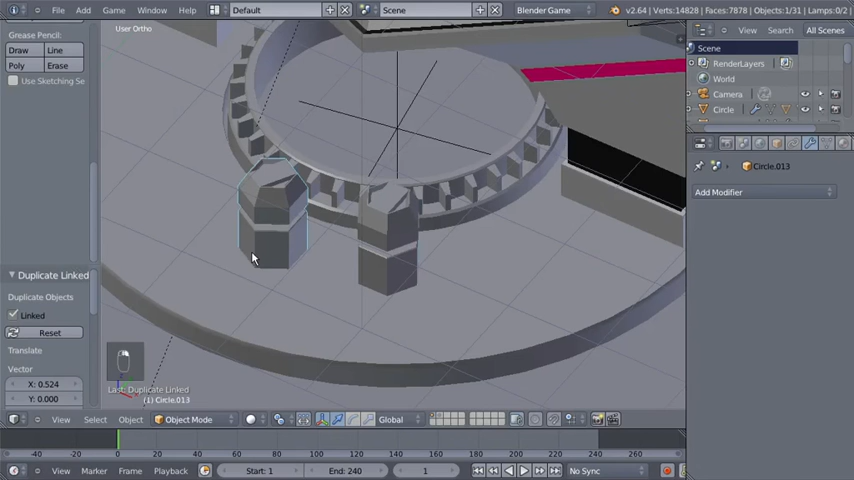 File Add Game Window Help Default Scene Blender Game v2.64 | Verts:14828 | Faces:7878 | Objects:1/31 | Lamps:0/2
User Ortho
Grease Pencil:
Draw Line
Poly Erase
Use Sketching Se
Duplicate Linked
Duplicate Objects
Linked
Reset
Translate
Vector
X: 0.524
Y: 0.000
Last: Duplicate Linked
(1) Circle.013
View Select Object Object Mode Global
-40 -20 0 20 40 60 80 100 120 140 160 180 200 220 240 260
View Marker Frame Playback Start: 1 End: 240 1 No Sync
View Search All Scenes
Scene
RenderLayers
World
Camera
Circle
Circle.013
Add Modifier